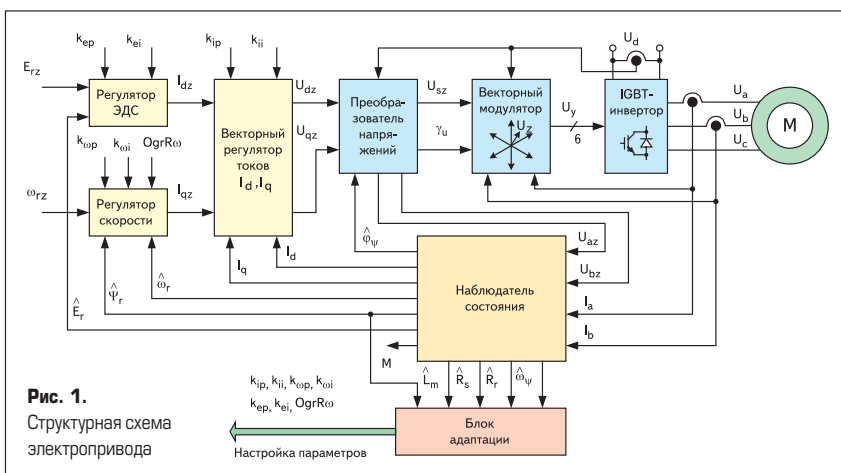 k_ep
k_ei
k_ip
k_ii
U_d
E_rz
Регулятор
ЭДС
I_dz
Векторный
регулятор
токов
I_d, I_q
U_dz
U_qz
Преобра-
зователь
напря-
жений
U_sz
γ_u
Векторный
модулятор
U_z
U_y
6
IGBT-
инвертор
U_a
U_b
U_c
M
k_ωp
k_ωi
OgrRω
ω_rz
Регулятор
скорости
I_qz
φ̂_ψ
U_az
U_bz
I_q
I_d
Ê_r
Ψ̂_r
ω̂_r
Наблюдатель
состояния
I_a
I_b
M
L̂_m
R̂_s
R̂_r
ω̂_ψ
k_ip, k_ii, k_ωp, k_ωi
k_ep, k_ei, OgrRω
Настройка параметров
Блок
адаптации
Рис. 1.
Структурная схема
электропривода